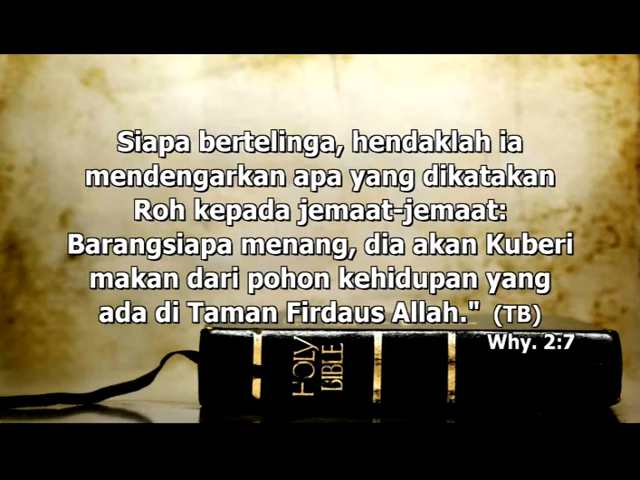 Siapa bertelinga, hendaklah ia
mendengarkan apa yang dikatakan
Roh kepada jemaat-jemaat:
Barangsiapa menang, dia akan Kuberi
makan dari pohon kehidupan yang
ada di Taman Firdaus Allah." (TB)
Why. 2:7
HOLY
BIBLE